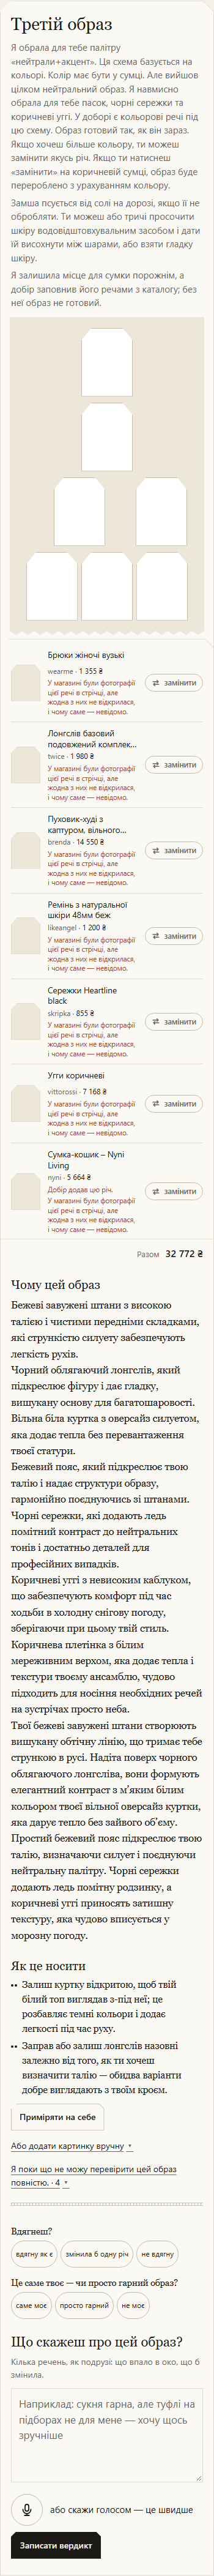 Третій образ
Я обрала для тебе палітру
«нейтрали+акцент». Ця схема базується на
кольорі. Колір має бути у сумці. Але вийшов
цілком нейтральний образ. Я навмисно
обрала для тебе пасок, чорні сережки та
коричневі уггі. У доборі є кольорові речі під
цю схему. Образ готовий так, як він зараз.
Якщо хочеш більше кольору, ти можеш
замінити якусь річ. Якщо ти натиснеш
«замінити» на коричневій сумці, образ буде
перероблено з урахуванням кольору.
Замша псується від солі на дорозі, якщо її не
обробляти. Ти можеш або тричі просочити
шкіру водовідштовхувальним засобом і дати
їй висохнути між шарами, або взяти гладку
шкіру.
Я залишила місце для сумки порожнім, а
добір заповнив його речами з каталогу; без
неї образ не готовий.
Брюки жіночі вузькі
wearme · 1 355 ₴
У магазині були фотографії
цієї речі в стрічці, але
жодна з них не відкрилася,
і чому саме — невідомо.
замінити
Лонгслів базовий
подовжений комплек…
twice · 1 980 ₴
У магазині були фотографії
цієї речі в стрічці, але
жодна з них не відкрилася,
і чому саме — невідомо.
замінити
Пуховик-худі з
каптуром, вільного…
brenda · 14 550 ₴
У магазині були фотографії
цієї речі в стрічці, але
жодна з них не відкрилася,
і чому саме — невідомо.
замінити
Ремінь з натуральної
шкіри 48мм беж
likeangel · 1 200 ₴
У магазині були фотографії
цієї речі в стрічці, але
жодна з них не відкрилася,
і чому саме — невідомо.
замінити
Сережки Heartline
black
skripka · 855 ₴
У магазині були фотографії
цієї речі в стрічці, але
жодна з них не відкрилася,
і чому саме — невідомо.
замінити
Угги коричневі
vittorossi · 7 168 ₴
У магазині були фотографії
цієї речі в стрічці, але
жодна з них не відкрилася,
і чому саме — невідомо.
замінити
Сумка-кошик – Nyni
Living
nyni · 5 664 ₴
Добір додав цю річ.
У магазині були фотографії
цієї речі в стрічці, але
жодна з них не відкрилася,
і чому саме — невідомо.
замінити
Разом 32 772 ₴
Чому цей образ
Бежеві завужені штани з високою
талією і чистими передніми складками,
які стрункістю силуету забезпечують
легкість рухів.
Чорний облягаючий лонгслів, який
підкреслює фігуру і дає гладку,
вишукану основу для багатошаровості.
Вільна біла куртка з оверсайз силуетом,
яка додає тепла без перевантаження
твоєї статури.
Бежевий пояс, який підкреслює твою
талію і надає структури образу,
гармонійно поєднуючись зі штанами.
Чорні сережки, які додають ледь
помітний контраст до нейтральних
тонів і достатньо деталей для
професійних випадків.
Коричневі уггі з невисоким каблуком,
що забезпечують комфорт під час
ходьби в холодну снігову погоду,
зберігаючи при цьому твій стиль.
Коричнева плетінка з білим
мереживним верхом, яка додає тепла і
текстури твоєму ансамблю, чудово
підходить для носіння необхідних речей
на зустрічах просто неба.
Твої бежеві завужені штани створюють
вишукану обтічну лінію, що тримає тебе
стрункою в русі. Надіта поверх чорного
облягаючого лонгсліва, вони формують
елегантний контраст з м’яким білим
кольором твоєї вільної оверсайз куртки,
яка дарує тепло без зайвого об’єму.
Простий бежевий пояс підкреслює твою
талію, визначаючи силует і поєднуючи
нейтральну палітру. Чорні сережки
додають ледь помітну родзинку, а
коричневі уггі приносять затишну
текстуру, яка чудово вписується у
морозну погоду.
Як це носити
Залиш куртку відкритою, щоб твій
білий топ виглядав з-під неї; це
розбавляє темні кольори і додає
легкості під час руху.
Заправ або залиш лонгслів назовні
залежно від того, як ти хочеш
визначити талію — обидва варіанти
добре виглядають з твоїм кроєм.
Приміряти на себе
Або додати картинку вручну
Я поки що не можу перевірити цей образ
повністю. · 4
Вдягнеш?
вдягну як є
змінила б одну річ
не вдягну
Це саме твоє — чи просто гарний образ?
саме моє
просто гарний
не моє
Що скажеш про цей образ?
Кілька речень, як подрузі: що впало в око, що б
змінила.
Наприклад: сукня гарна, але туфлі на
підборах не для мене — хочу щось
зручніше
або скажи голосом — це швидше
Записати вердикт